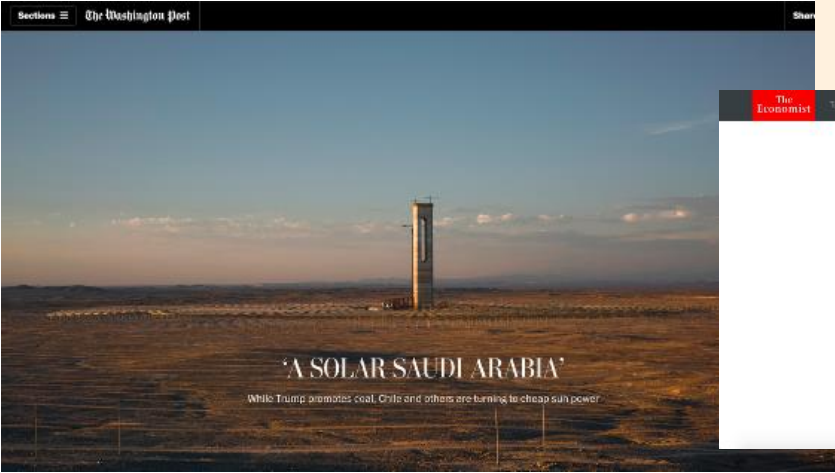 Sections ☰
The Washington Post
The
Economist
‘A SOLAR SAUDI ARABIA’
While Trump promotes coal, Chile and others are turning to cheap sun power